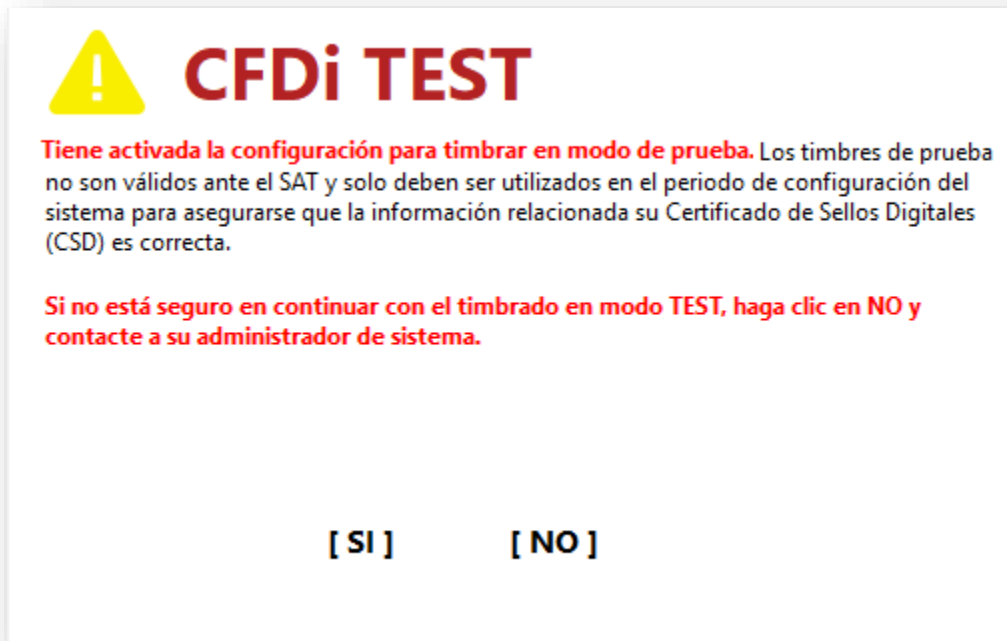 CFDi TEST
Tiene activada la configuración para timbrar en modo de prueba. Los timbres de prueba
no son válidos ante el SAT y solo deben ser utilizados en el periodo de configuración del
sistema para asegurarse que la información relacionada su Certificado de Sellos Digitales
(CSD) es correcta.
Si no está seguro en continuar con el timbrado en modo TEST, haga clic en NO y
contacte a su administrador de sistema.
[ SI ] [ NO ]